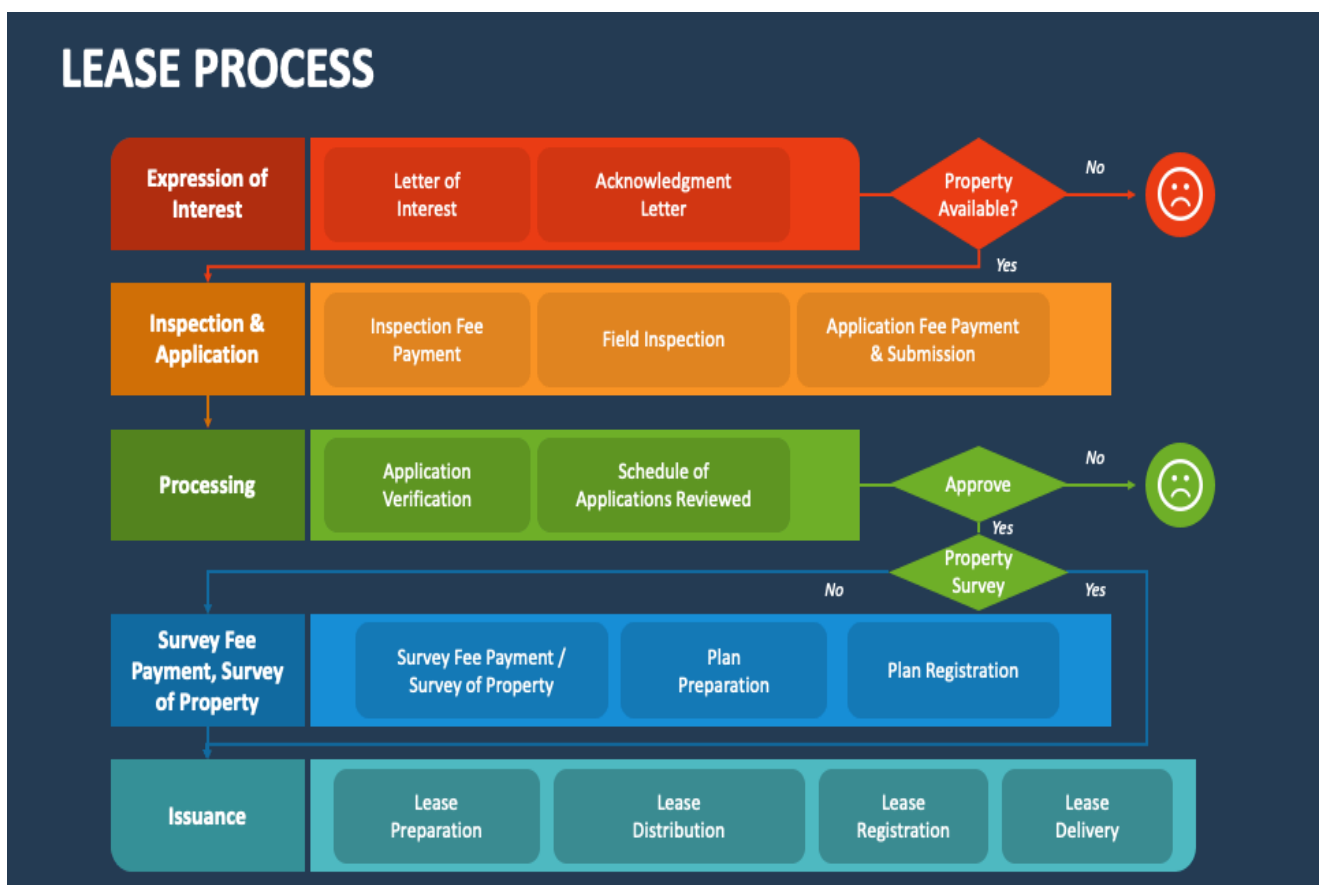 LEASE PROCESS
Expression of
Interest
Letter of
Interest
Acknowledgment
Letter
Property
Available?
No
Yes
Inspection &
Application
Inspection Fee
Payment
Field Inspection
Application Fee Payment
& Submission
Processing
Application
Verification
Schedule of
Applications Reviewed
Approve
No
Yes
Property
Survey
No
Yes
Survey Fee
Payment, Survey
of Property
Survey Fee Payment /
Survey of Property
Plan
Preparation
Plan Registration
Issuance
Lease
Preparation
Lease
Distribution
Lease
Registration
Lease
Delivery